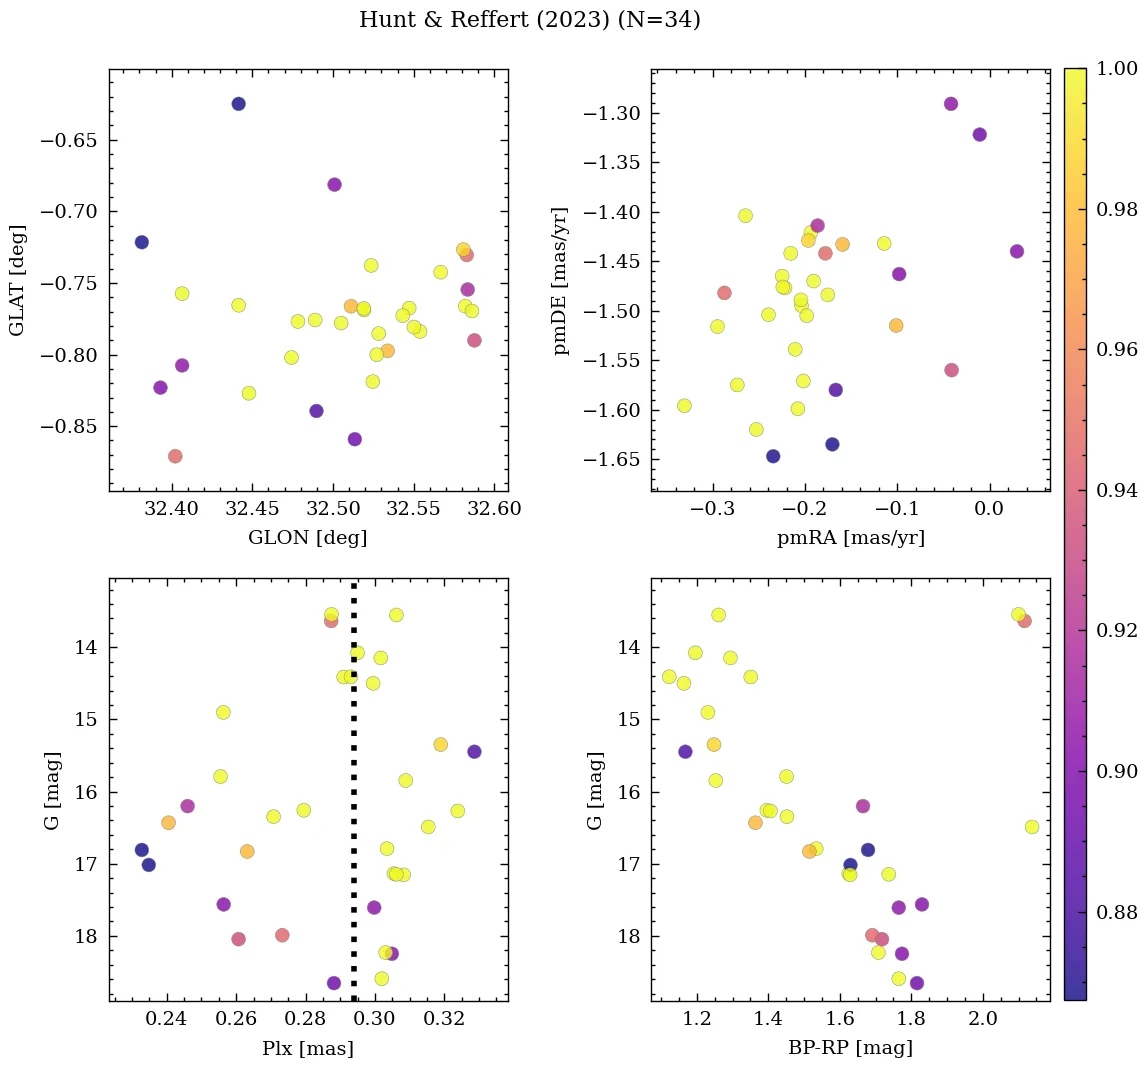 Hunt & Reffert (2023) (N=34)
−0.65
−0.70
−0.75
−0.80
−0.85
GLAT [deg]
32.40 32.45 32.50 32.55 32.60
GLON [deg]
−1.30
−1.35
−1.40
−1.45
−1.50
−1.55
−1.60
−1.65
pmDE [mas/yr]
−0.3 −0.2 −0.1 0.0
pmRA [mas/yr]
14
15
16
17
18
G [mag]
0.24 0.26 0.28 0.30 0.32
Plx [mas]
14
15
16
17
18
G [mag]
1.2 1.4 1.6 1.8 2.0
BP-RP [mag]
1.00
0.98
0.96
0.94
0.92
0.90
0.88